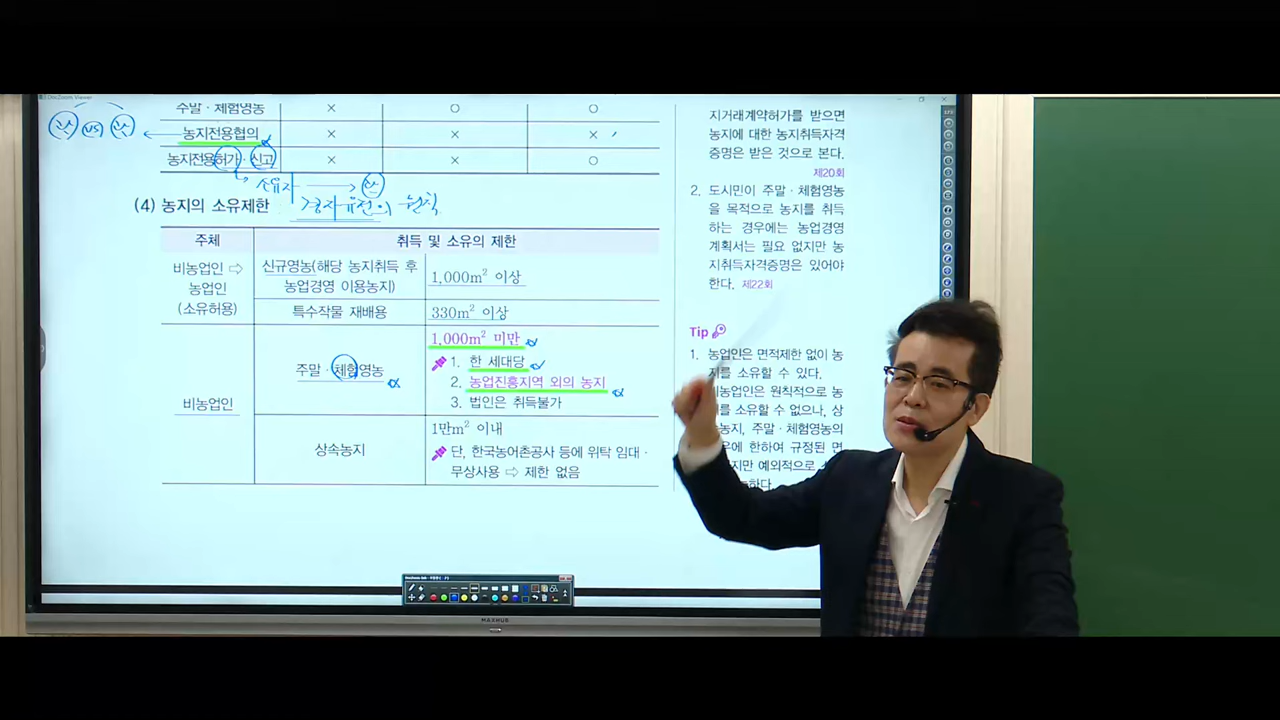 주말 · 체험영농 × ○ ○
농지전용협의 × × ×
농지전용허가 · 신고 × × ○
vs
소유자
(4) 농지의 소유제한 경자유전의 원칙
주체 취득 및 소유의 제한
비농업인 ⇨
농업인
(소유허용)
신규영농(해당 농지취득 후
농업경영 이용농지)
1,000m² 이상
특수작물 재배용 330m² 이상
비농업인
주말 · 체험영농
1,000m² 미만
1. 한 세대당
2. 농업진흥지역 외의 농지
3. 법인은 취득불가
상속농지
1만m² 이내
단, 한국농어촌공사 등에 위탁 임대 ·
무상사용 ⇨ 제한 없음
지거래계약허가를 받으면
농지에 대한 농지취득자격
증명은 받은 것으로 본다.
제20회
2. 도시민이 주말 · 체험영농
을 목적으로 농지를 취득
하는 경우에는 농업경영
계획서는 필요 없지만 농
지취득자격증명은 있어야
한다. 제22회
Tip
1. 농업인은 면적제한 없이 농
지를 소유할 수 있다.
비농업인은 원칙적으로 농
를 소유할 수 없으나, 상
농지, 주말 · 체험영농의
우에 한하여 규정된 면
지만 예외적으로
하다.
MAXHUB